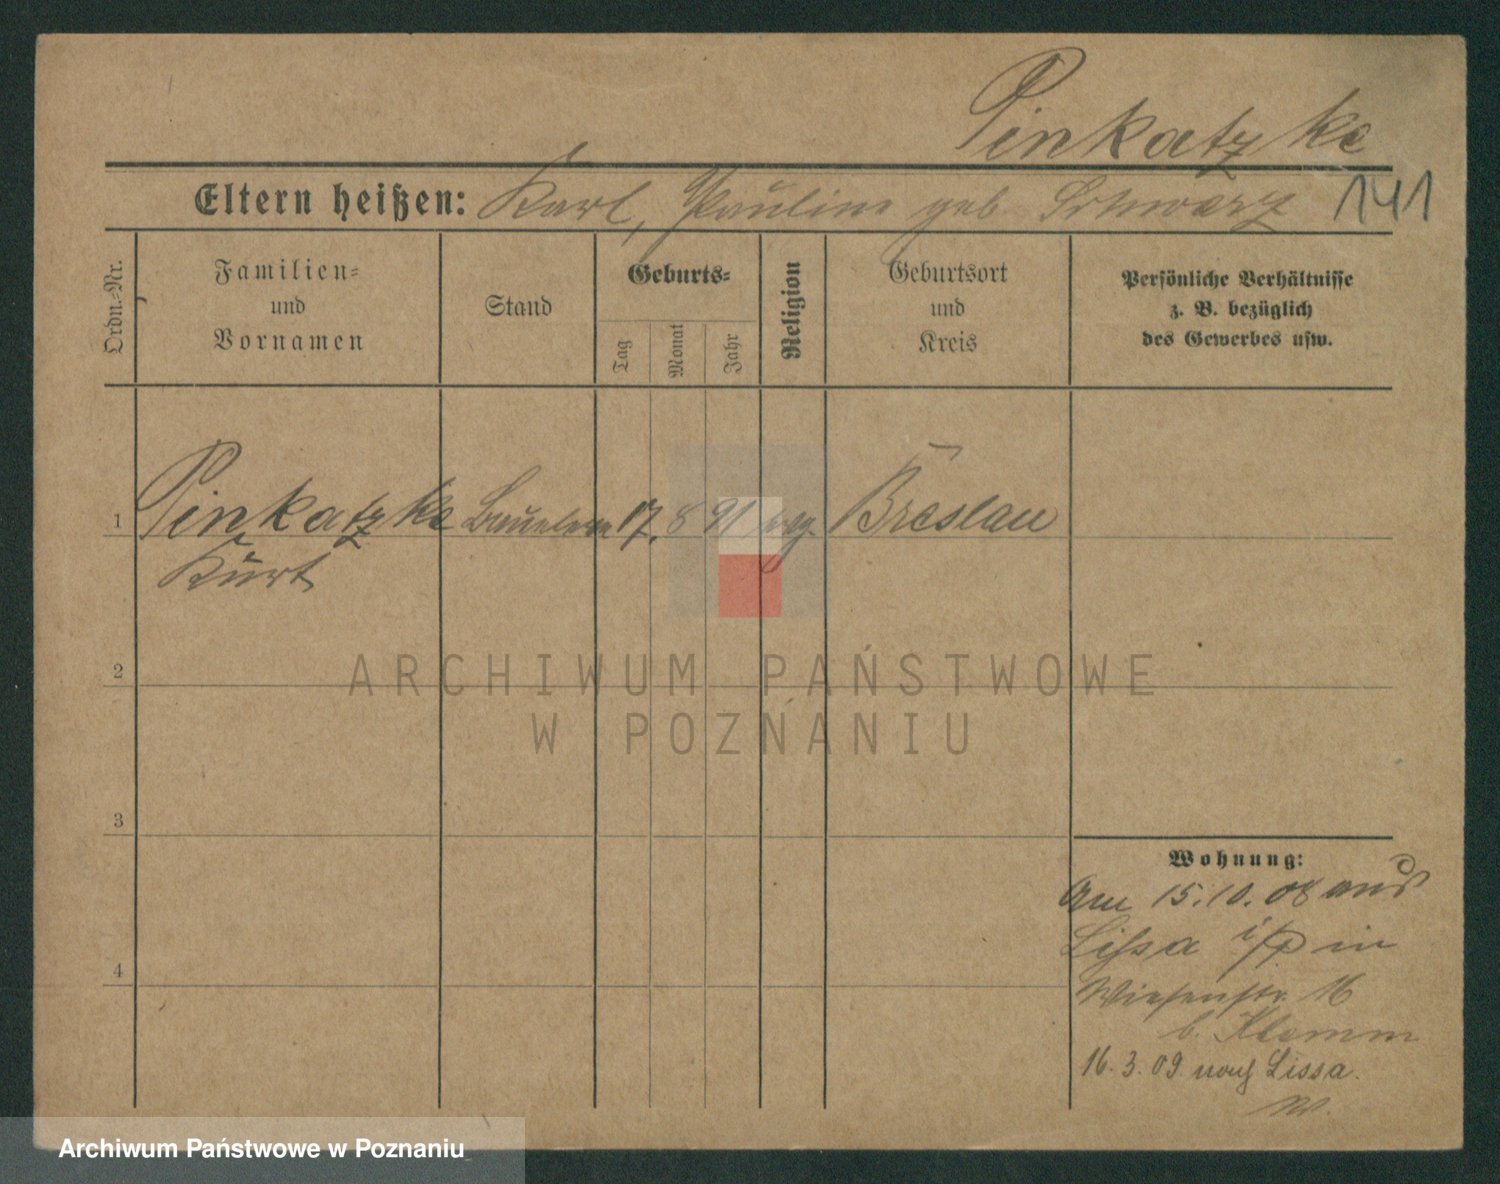 Pinkatzke
Eltern heißen: Karl, Pauline geb. Schwarz 141
Ordn.-Nr.
Familien-
und
Vornamen
Stand
Geburts-
Tag
Monat
Jahr
Religion
Geburtsort
und
Kreis
Persönliche Verhältnisse
z. B. bezüglich
des Gewerbes usw.
1 Pinkatzke 17. 8 91 Breslau
Kurt
2
3
4
Wohnung:
Am 15.10.08 aus
Lissa i/P in
Wiesenstr. 16
b. Klemm
16.3.09 nach Lissa.
ARCHIWUM PAŃSTWOWE
W POZNANIU
Archiwum Państwowe w Poznaniu